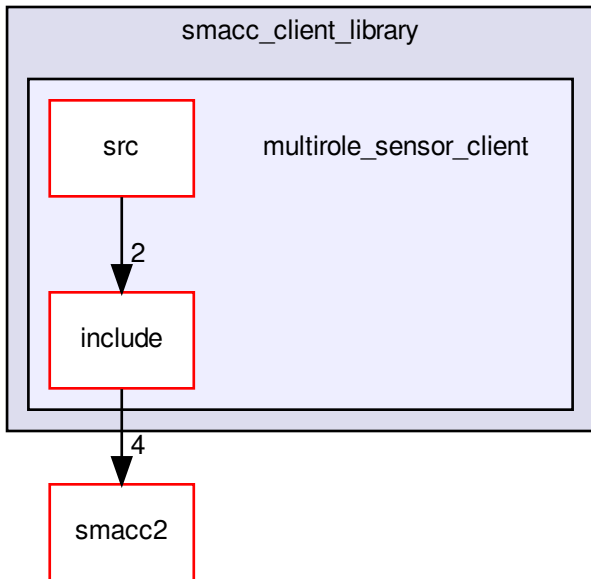 smacc_client_library
src
multirole_sensor_client
2
include
4
smacc2